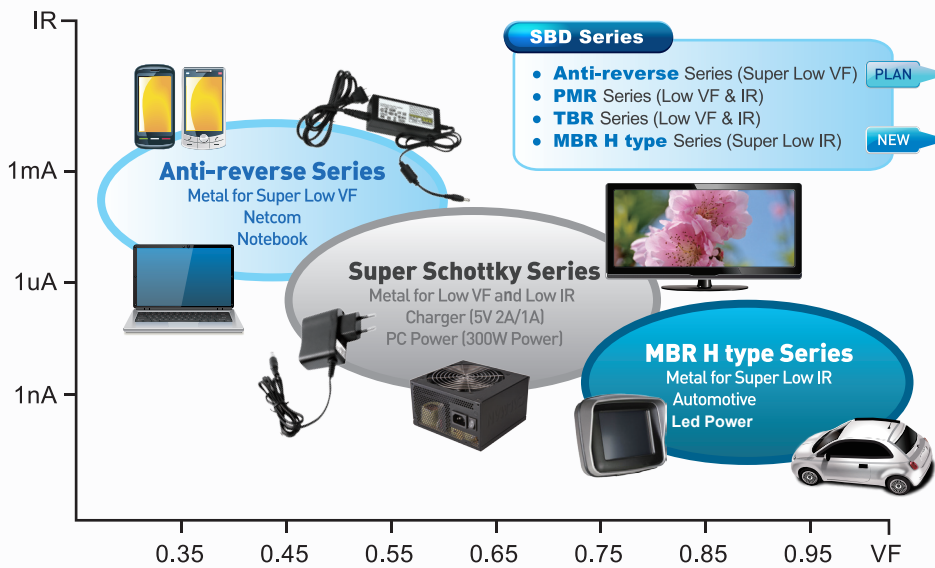 IR
SBD Series
• Anti-reverse Series (Super Low VF) PLAN
• PMR Series (Low VF & IR)
• TBR Series (Low VF & IR)
• MBR H type Series (Super Low IR) NEW
1mA
Anti-reverse Series
Metal for Super Low VF
Netcom
Notebook
1uA
Super Schottky Series
Metal for Low VF and Low IR
Charger (5V 2A/1A)
PC Power (300W Power)
MBR H type Series
Metal for Super Low IR
Automotive
Led Power
1nA
0.35 0.45 0.55 0.65 0.75 0.85 0.95 VF